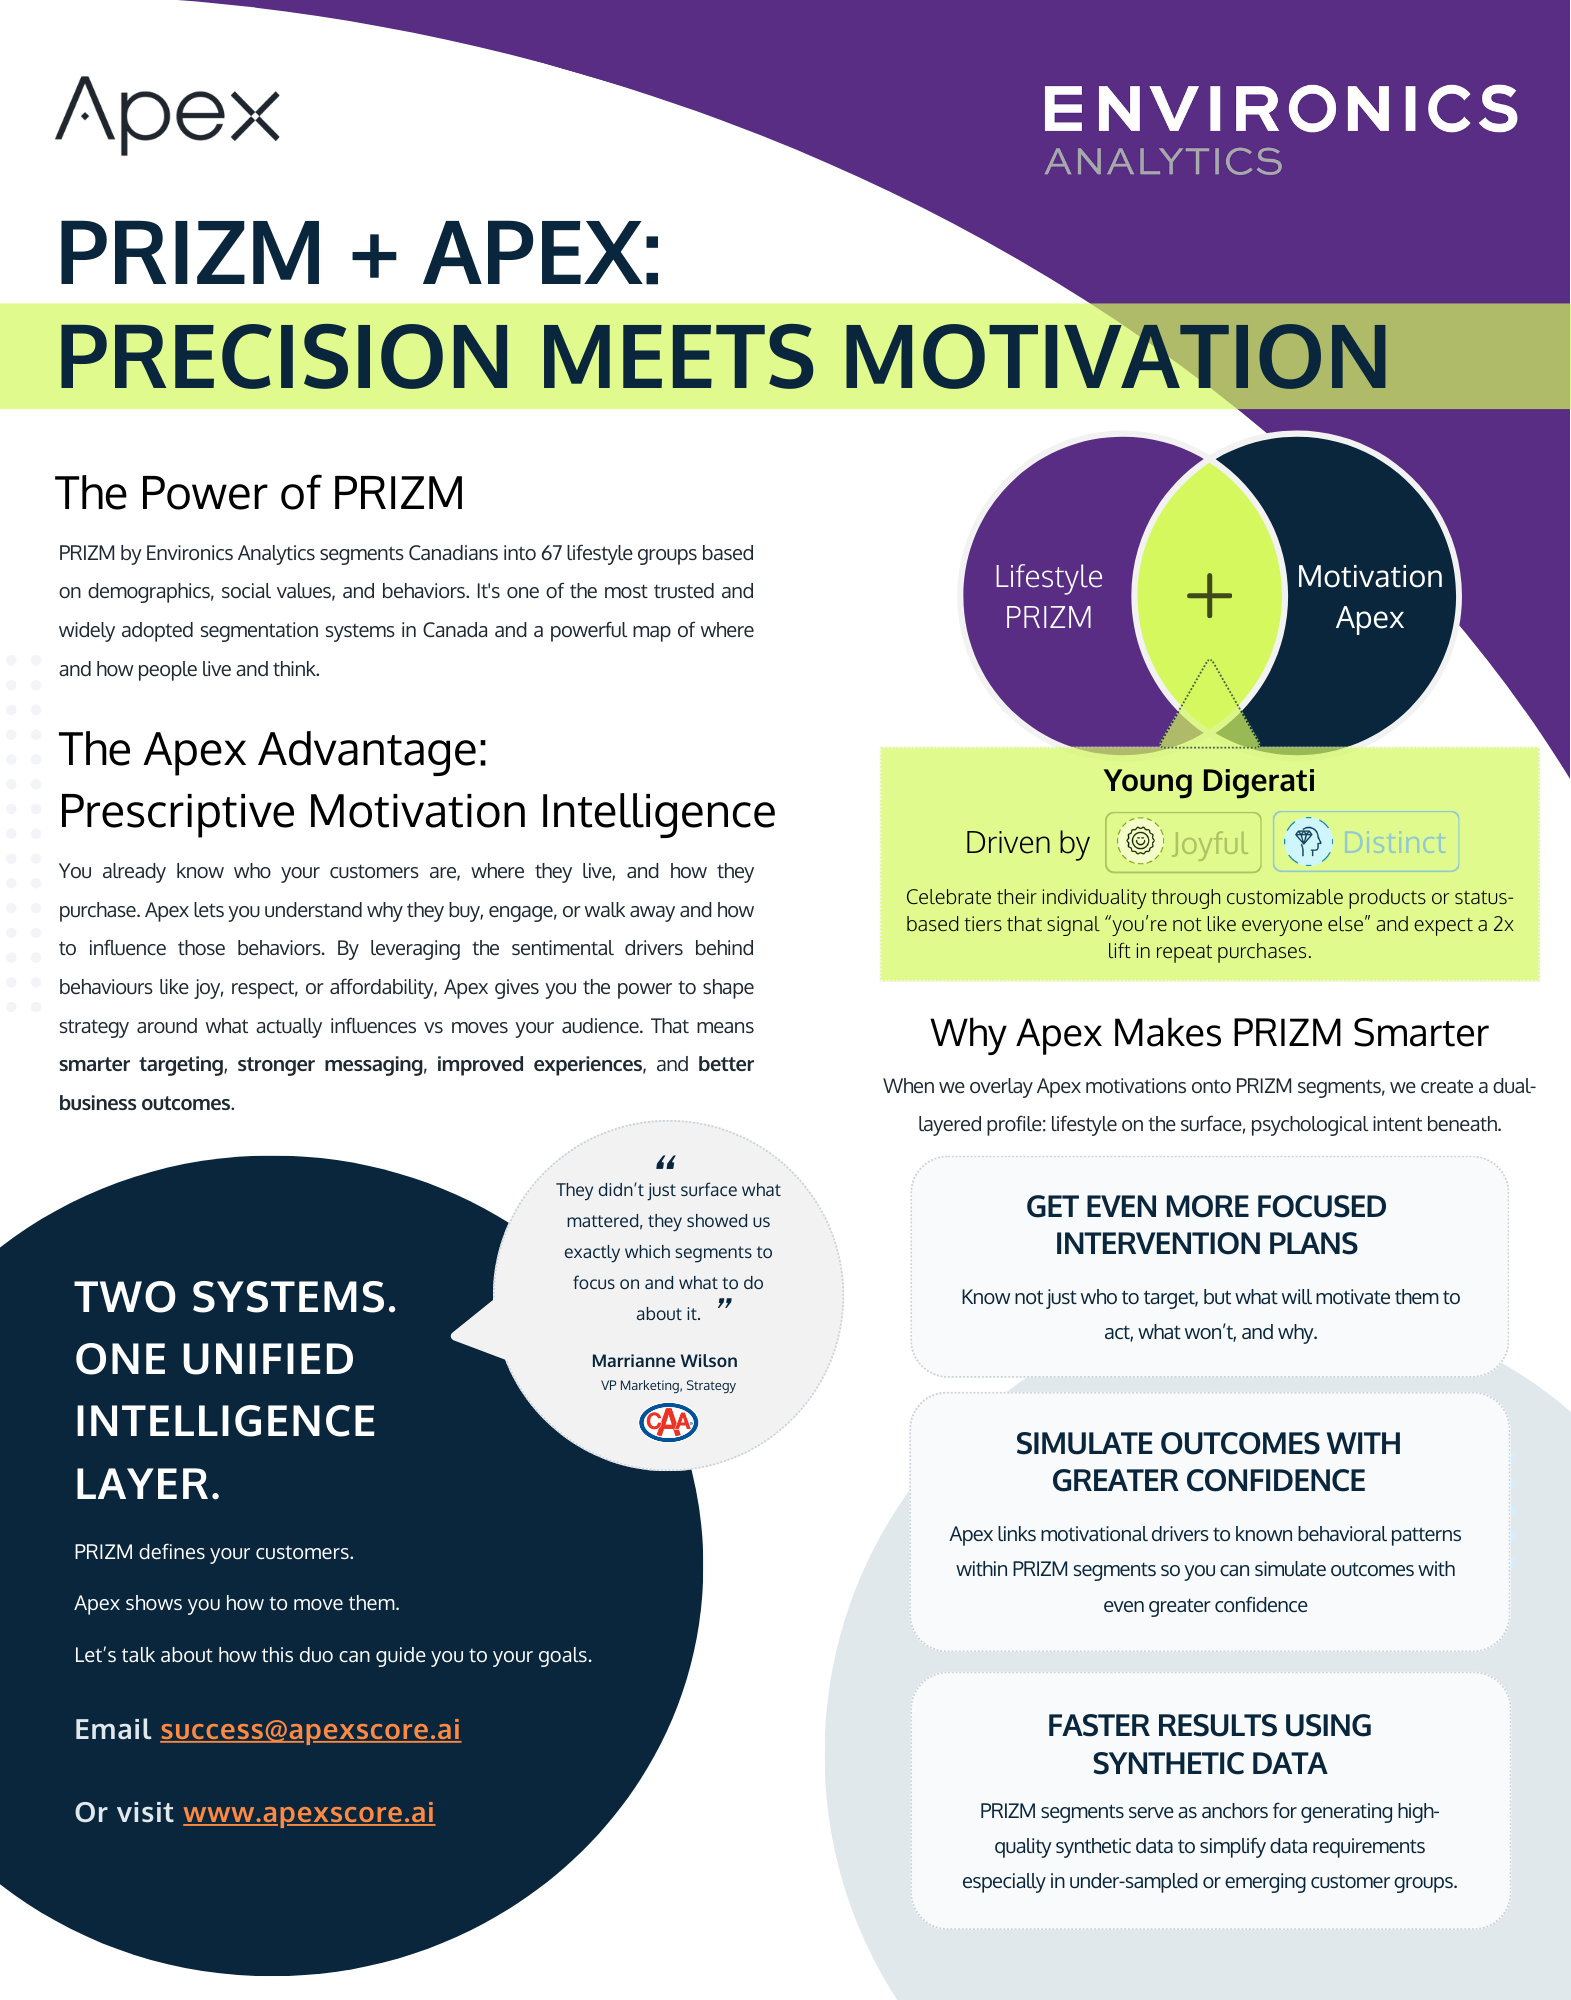 Apex
ENVIRONICS
ANALYTICS
PRIZM + APEX:
PRECISION MEETS MOTIVATION
The Power of PRIZM
PRIZM by Environics Analytics segments Canadians into 67 lifestyle groups based
on demographics, social values, and behaviors. It's one of the most trusted and
widely adopted segmentation systems in Canada and a powerful map of where
and how people live and think.
The Apex Advantage:
Prescriptive Motivation Intelligence
You already know who your customers are, where they live, and how they
purchase. Apex lets you understand why they buy, engage, or walk away and how
to influence those behaviors. By leveraging the sentimental drivers behind
behaviours like joy, respect, or affordability, Apex gives you the power to shape
strategy around what actually influences vs moves your audience. That means
smarter targeting, stronger messaging, improved experiences, and better
business outcomes.
Lifestyle
PRIZM
+
Motivation
Apex
Young Digerati
Driven by Joyful Distinct
Celebrate their individuality through customizable products or status-
based tiers that signal “you’re not like everyone else” and expect a 2x
lift in repeat purchases.
Why Apex Makes PRIZM Smarter
When we overlay Apex motivations onto PRIZM segments, we create a dual-
layered profile: lifestyle on the surface, psychological intent beneath.
GET EVEN MORE FOCUSED
INTERVENTION PLANS
Know not just who to target, but what will motivate them to
act, what won’t, and why.
SIMULATE OUTCOMES WITH
GREATER CONFIDENCE
Apex links motivational drivers to known behavioral patterns
within PRIZM segments so you can simulate outcomes with
even greater confidence
FASTER RESULTS USING
SYNTHETIC DATA
PRIZM segments serve as anchors for generating high-
quality synthetic data to simplify data requirements
especially in under-sampled or emerging customer groups.
“
They didn’t just surface what
mattered, they showed us
exactly which segments to
focus on and what to do
about it. ”
Marrianne Wilson
VP Marketing, Strategy
CAA
TWO SYSTEMS.
ONE UNIFIED
INTELLIGENCE
LAYER.
PRIZM defines your customers.
Apex shows you how to move them.
Let’s talk about how this duo can guide you to your goals.
Email success@apexscore.ai
Or visit www.apexscore.ai